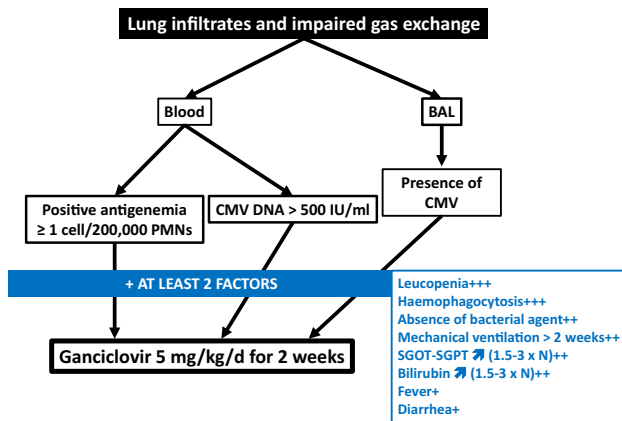 Lung infiltrates and impaired gas exchange
Blood
BAL
Positive antigenemia
≥ 1 cell/200,000 PMNs
CMV DNA > 500 IU/ml
Presence of
CMV
+ AT LEAST 2 FACTORS
Leucopenia+++
Haemophagocytosis+++
Absence of bacterial agent++
Mechanical ventilation > 2 weeks++
SGOT-SGPT ↗ (1.5-3 x N)++
Bilirubin ↗ (1.5-3 x N)++
Fever+
Diarrhea+
Ganciclovir 5 mg/kg/d for 2 weeks